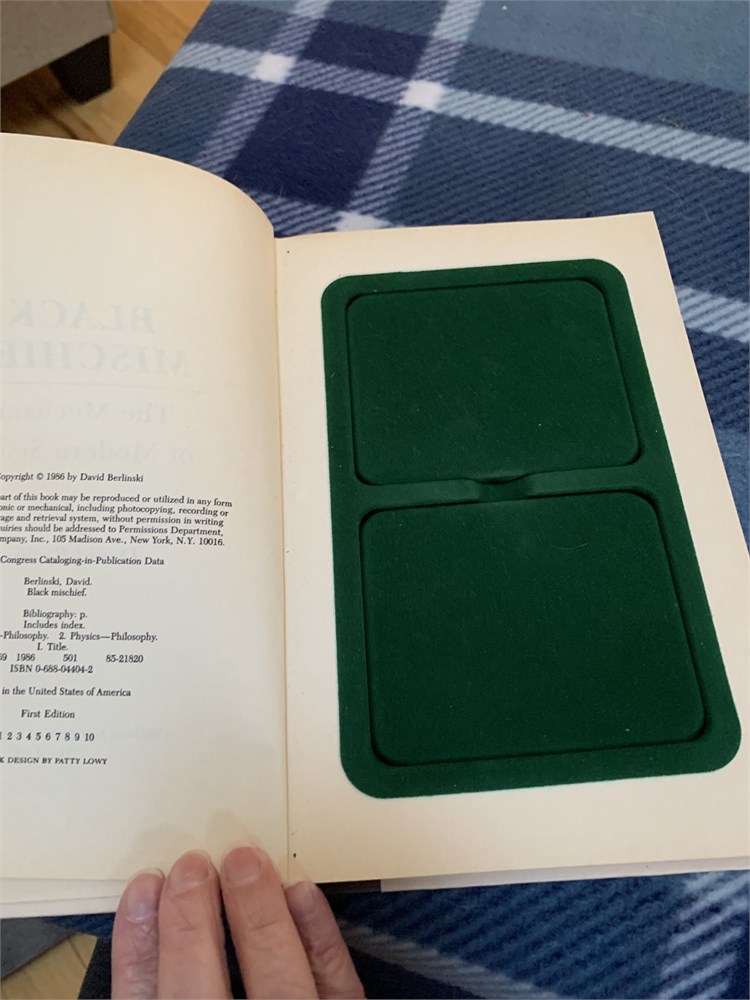 BLACK
MISCHIE
The Mechan
of Modern Scie
opyright © 1986 by David Berlinski
art of this book may be reproduced or utilized in any form
onic or mechanical, including photocopying, recording or
age and retrieval system, without permission in writing
uiries should be addressed to Permissions Department,
mpany, Inc., 105 Madison Ave., New York, N.Y. 10016.
Congress Cataloging-in-Publication Data
Berlinski, David.
Black mischief.
Bibliography: p.
Includes index.
-Philosophy. 2. Physics—Philosophy.
I. Title.
69 1986 501 85-21820
ISBN 0-688-04404-2
in the United States of America
First Edition
1 2 3 4 5 6 7 8 9 10
K DESIGN BY PATTY LOWY